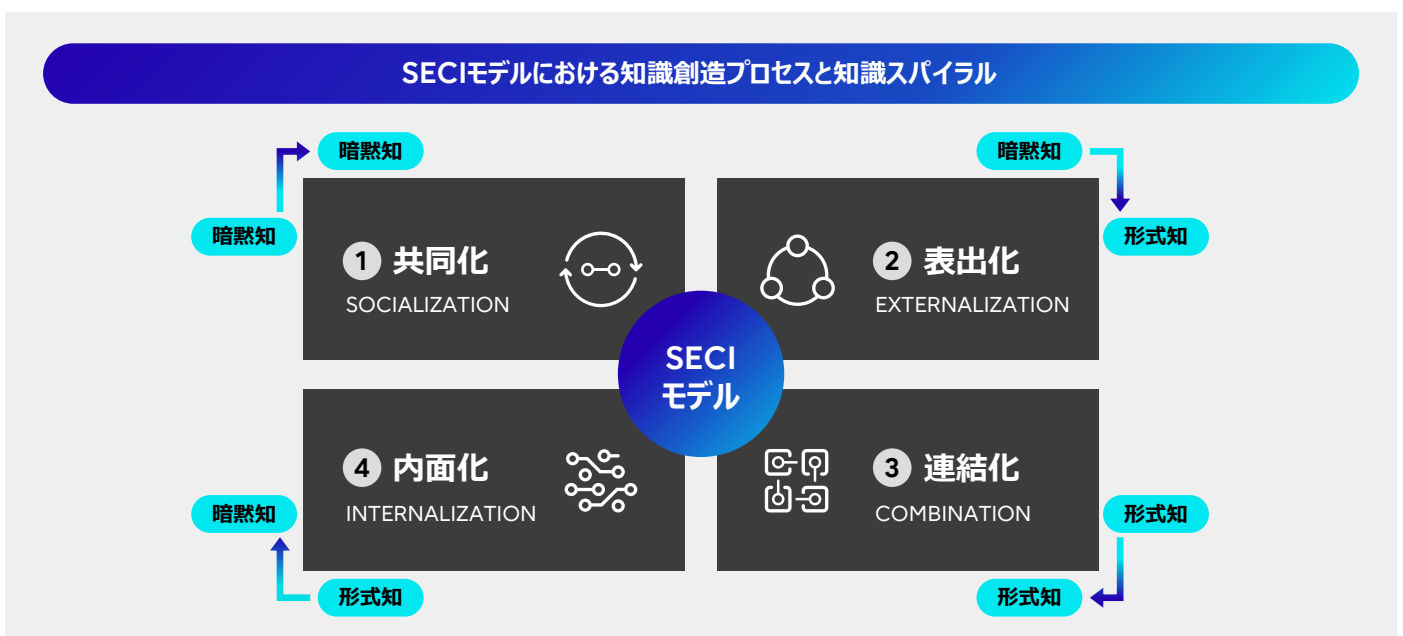 SECIモデルにおける知識創造プロセスと知識スパイラル
暗黙知
暗黙知
1 共同化
SOCIALIZATION
暗黙知
形式知
2 表出化
EXTERNALIZATION
SECI
モデル
4 内面化
INTERNALIZATION
暗黙知
形式知
3 連結化
COMBINATION
形式知
形式知